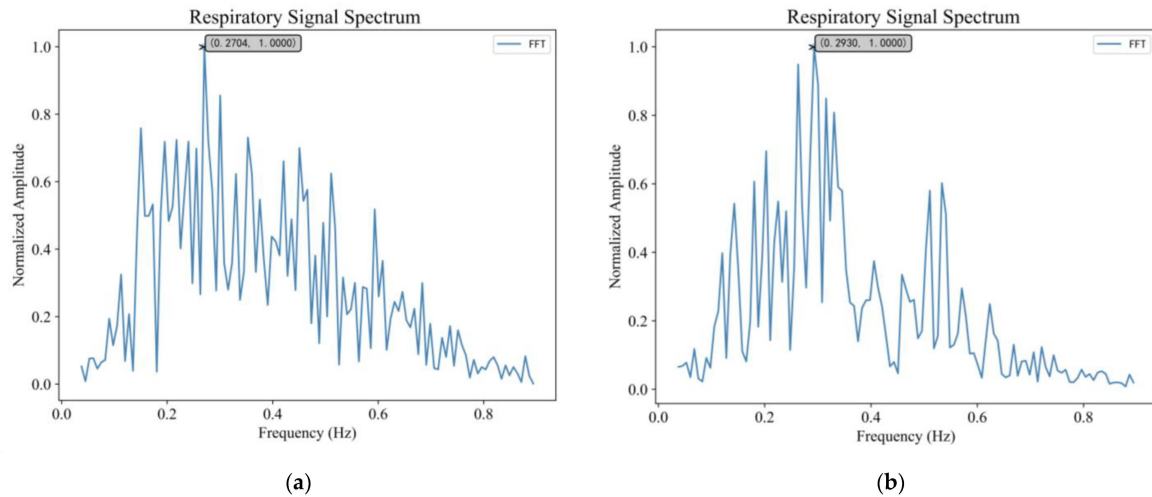 Respiratory Signal Spectrum
(0.2704, 1.0000)
FFT
1.0
0.8
0.6
0.4
0.2
0.0
Normalized Amplitude
0.0 0.2 0.4 0.6 0.8
Frequency (Hz)
(a)
Respiratory Signal Spectrum
(0.2930, 1.0000)
FFT
1.0
0.8
0.6
0.4
0.2
0.0
Normalized Amplitude
0.0 0.2 0.4 0.6 0.8
Frequency (Hz)
(b)